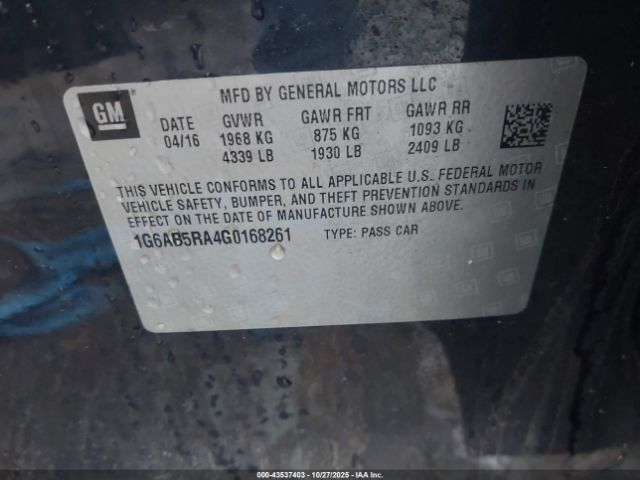 GM
MFD BY GENERAL MOTORS LLC
DATE GVWR GAWR FRT GAWR RR
04/16 1968 KG 875 KG 1093 KG
4339 LB 1930 LB 2409 LB
THIS VEHICLE CONFORMS TO ALL APPLICABLE U.S. FEDERAL MOTOR
VEHICLE SAFETY, BUMPER, AND THEFT PREVENTION STANDARDS IN
EFFECT ON THE DATE OF MANUFACTURE SHOWN ABOVE.
1G6AB5RA4G0168261 TYPE: PASS CAR
000-43537403 - 10/27/2025 - IAAI.COM